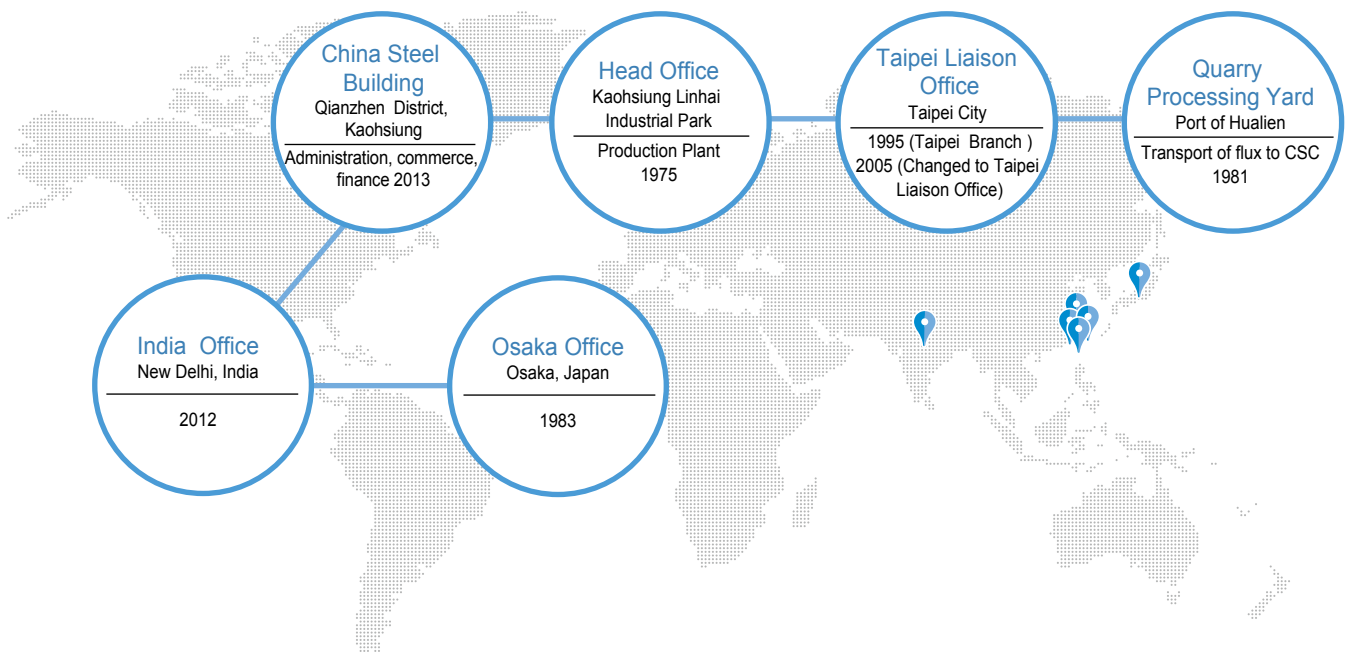 China Steel
Building
Qianzhen District,
Kaohsiung
Administration, commerce,
finance 2013
Head Office
Kaohsiung Linhai
Industrial Park
Production Plant
1975
Taipei Liaison
Office
Taipei City
1995 (Taipei Branch )
2005 (Changed to Taipei
Liaison Office)
Quarry
Processing Yard
Port of Hualien
Transport of flux to CSC
1981
India Office
New Delhi, India
2012
Osaka Office
Osaka, Japan
1983